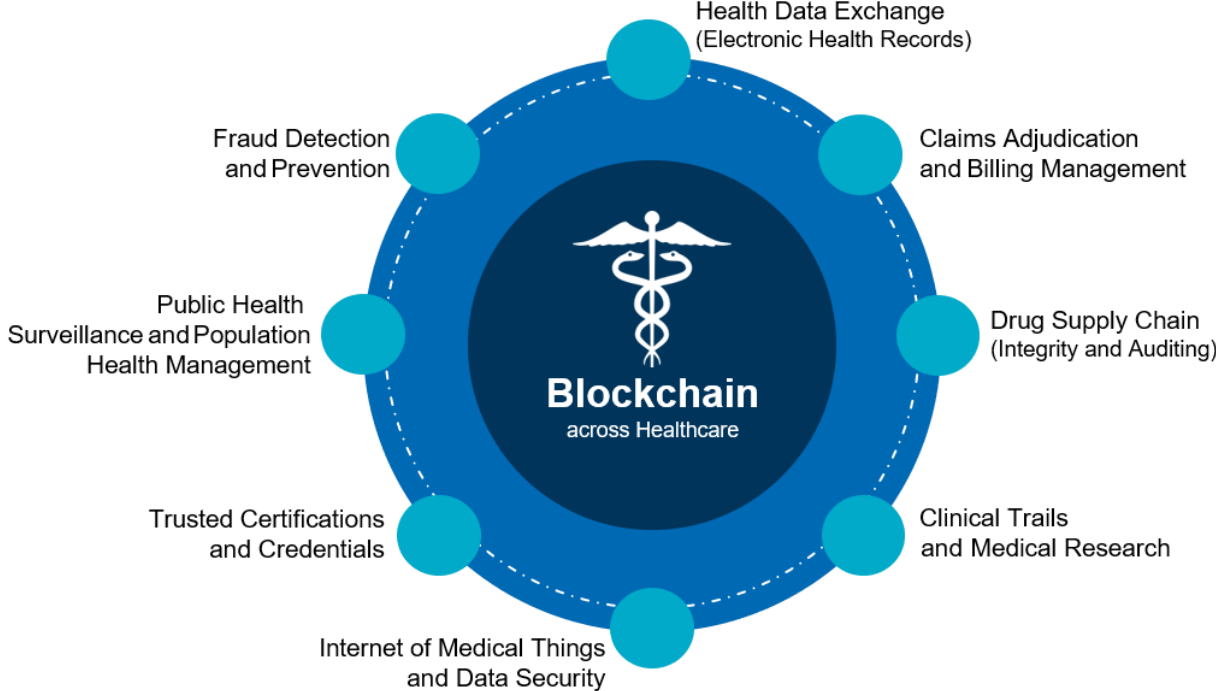 Health Data Exchange
(Electronic Health Records)
Claims Adjudication
and Billing Management
Drug Supply Chain
(Integrity and Auditing)
Clinical Trails
and Medical Research
Internet of Medical Things
and Data Security
Trusted Certifications
and Credentials
Public Health
Surveillance and Population
Health Management
Fraud Detection
and Prevention
Blockchain
across Healthcare